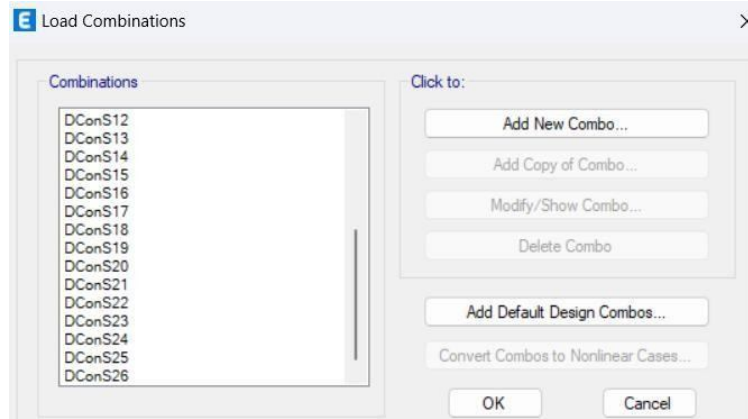 E Load Combinations
Combinations
DConS12
DConS13
DConS14
DConS15
DConS16
DConS17
DConS18
DConS19
DConS20
DConS21
DConS22
DConS23
DConS24
DConS25
DConS26
Click to:
Add New Combo...
Add Copy of Combo...
Modify/Show Combo...
Delete Combo
Add Default Design Combos...
Convert Combos to Nonlinear Cases...
OK
Cancel